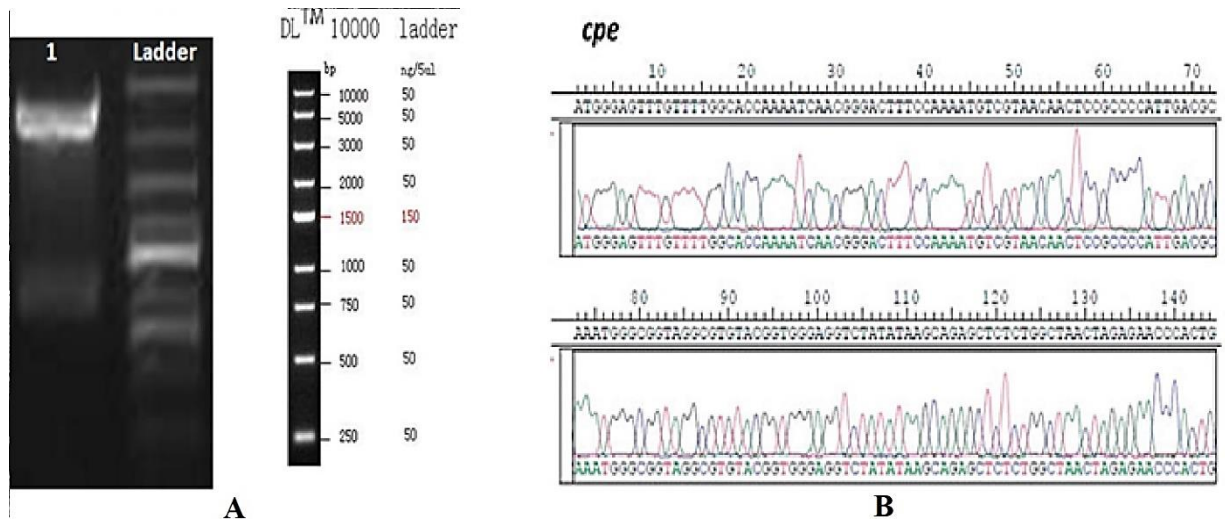 1 Ladder
DL™ 10000 ladder
bp ng/5ul
10000 50
5000 50
3000 50
2000 50
1500 150
1000 50
750 50
500 50
250 50
A
cpe
10 20 30 40 50 60 70
ATGGGAGTTTGTTTTGGCACCAAAATCAACGGGACTTTCCAAAATGTCGTAACAACTCCGCCCCATTGACGC
ATGGGAGTTTGTTTTGGCACCAAAATCAACGGGACTTTCCAAAATGTCGTAACAACTCCGCCCCATTGACGC
80 90 100 110 120 130 140
AAATGGGCGGTAGGCGTGTACGGTGGGAGGTCTATATAAGCAGAGCTCTCTGGCTAACTAGAGAACCCACTG
AAATGGGCGGTAGGCGTGTACGGTGGGAGGTCTATATAAGCAGAGCTCTCTGGCTAACTAGAGAACCCACTG
B